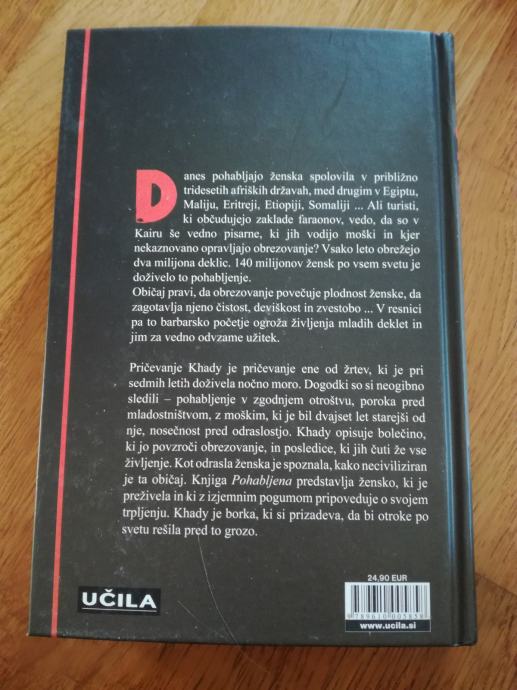 Danes pohabljajo ženska spolovila v približno
tridesetih afriških državah, med drugim v Egiptu,
Maliju, Eritreji, Etiopiji, Somaliji ... Ali turisti,
ki občudujejo zaklade faraonov, vedo, da so v
Kairu še vedno pisarne, ki jih vodijo moški in kjer
nekaznovano opravljajo obrezovanje? Vsako leto obrežejo
dva milijona deklic. 140 milijonov žensk po vsem svetu je
doživelo to pohabljenje.
Običaj pravi, da obrezovanje povečuje plodnost ženske, da
zagotavlja njeno čistost, deviškost in zvestobo ... V resnici
pa to barbarsko početje ogroža življenja mladih deklet in
jim za vedno odvzame užitek.
Pričevanje Khady je pričevanje ene od žrtev, ki je pri
sedmih letih doživela nočno moro. Dogodki so si neogibno
sledili – pohabljenje v zgodnjem otroštvu, poroka pred
mladostništvom, z moškim, ki je bil dvajset let starejši od
nje, nosečnost pred odraslostjo. Khady opisuje bolečino,
ki jo povzroči obrezovanje, in posledice, ki jih čuti že vse
življenje. Kot odrasla ženska je spoznala, kako neciviliziran
je ta običaj. Knjiga Pohabljena predstavlja žensko, ki je
preživela in ki z izjemnim pogumom pripoveduje o svojem
trpljenju. Khady je borka, ki si prizadeva, da bi otroke po
svetu rešila pred to grozo.
24,90 EUR
9789610005858
www.ucila.si
UČILA